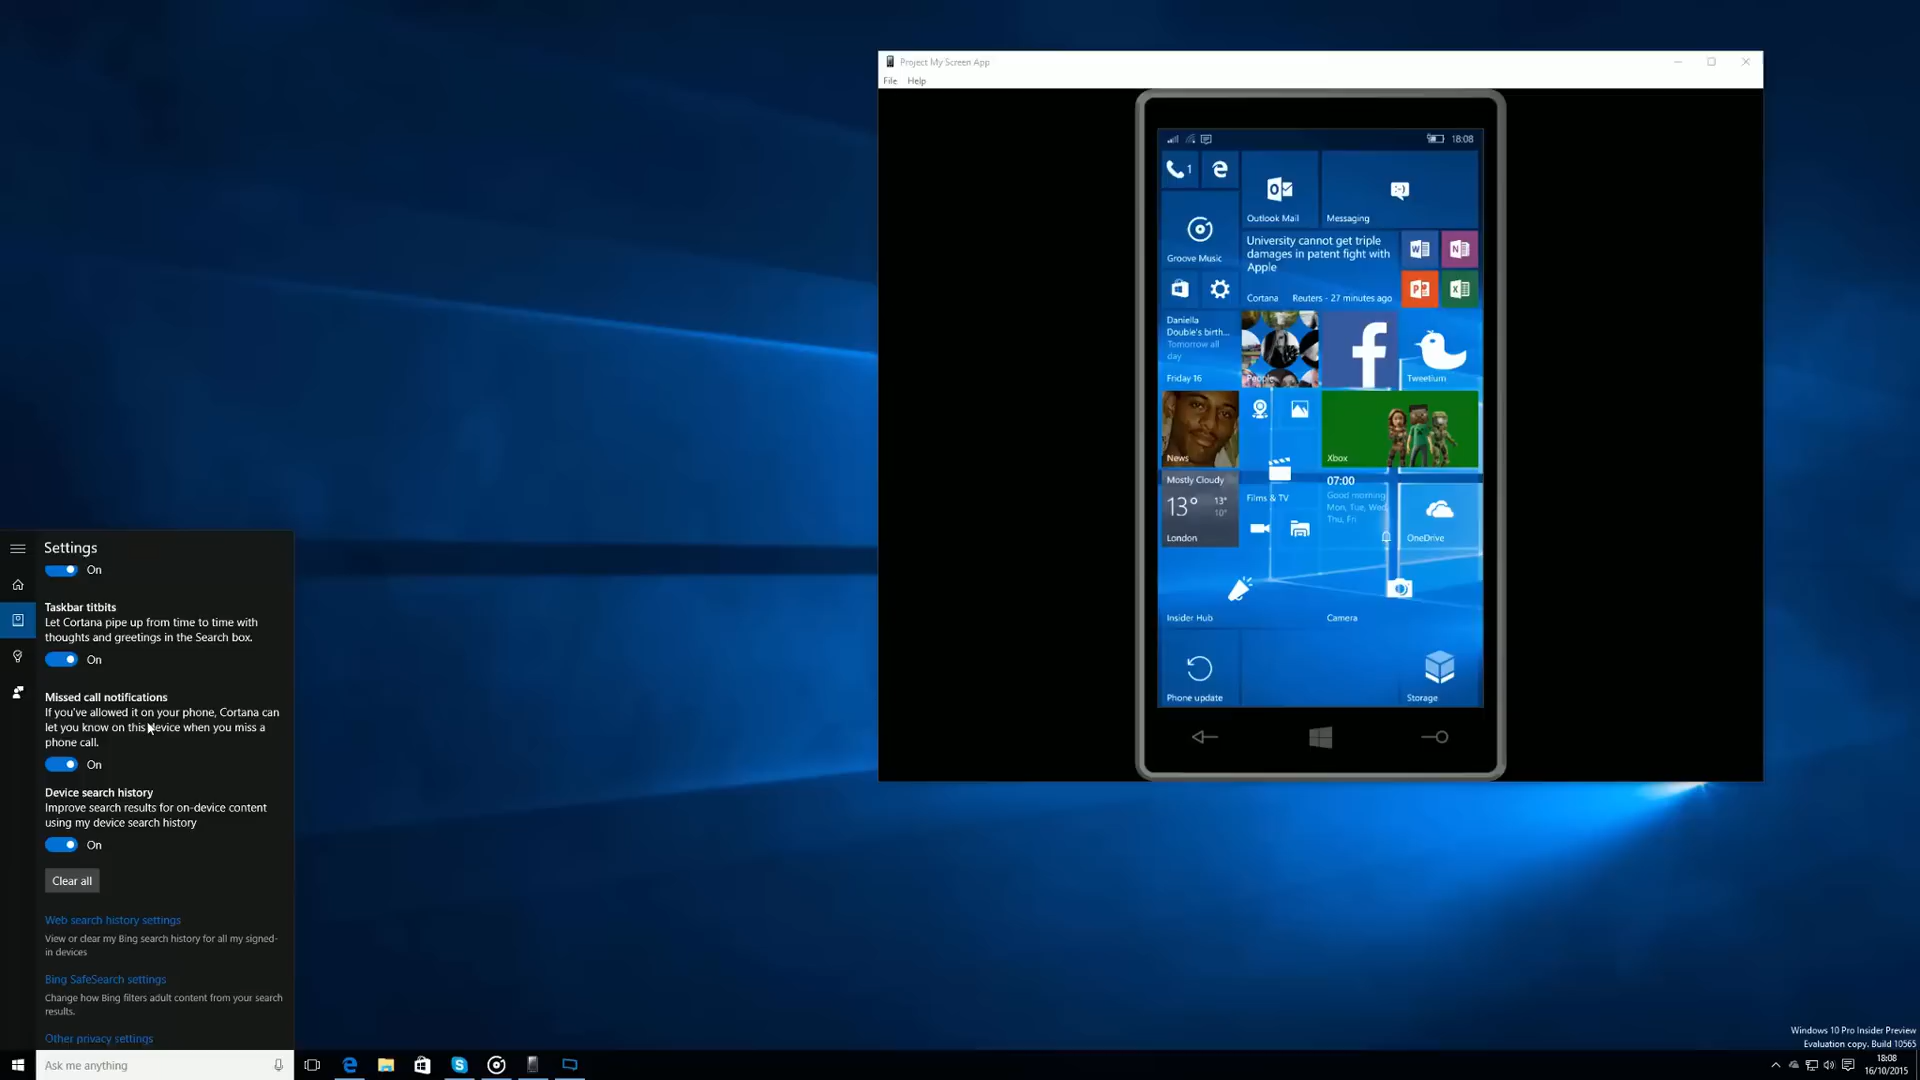 Project My Screen App
File Help
18:08
1
Outlook Mail
Messaging
Groove Music
University cannot get triple
damages in patent fight with
Apple
Cortana Reuters - 27 minutes ago
Daniella
Double's birth...
Tomorrow all
day
Friday 16
People
Tweetium
News
Xbox
Mostly Cloudy
13° 13°
10°
London
Films & TV
07:00
Good morning
Mon, Tue, Wed,
Thu, Fri
OneDrive
Insider Hub
Camera
Phone update
Storage
Settings
On
Taskbar titbits
Let Cortana pipe up from time to time with
thoughts and greetings in the Search box.
On
Missed call notifications
If you've allowed it on your phone, Cortana can
let you know on this device when you miss a
phone call.
On
Device search history
Improve search results for on-device content
using my device search history
On
Clear all
Web search history settings
View or clear my Bing search history for all my signed-
in devices
Bing SafeSearch settings
Change how Bing filters adult content from your search
results.
Other privacy settings
Ask me anything
Windows 10 Pro Insider Preview
Evaluation copy. Build 10565
18:08
16/10/2015